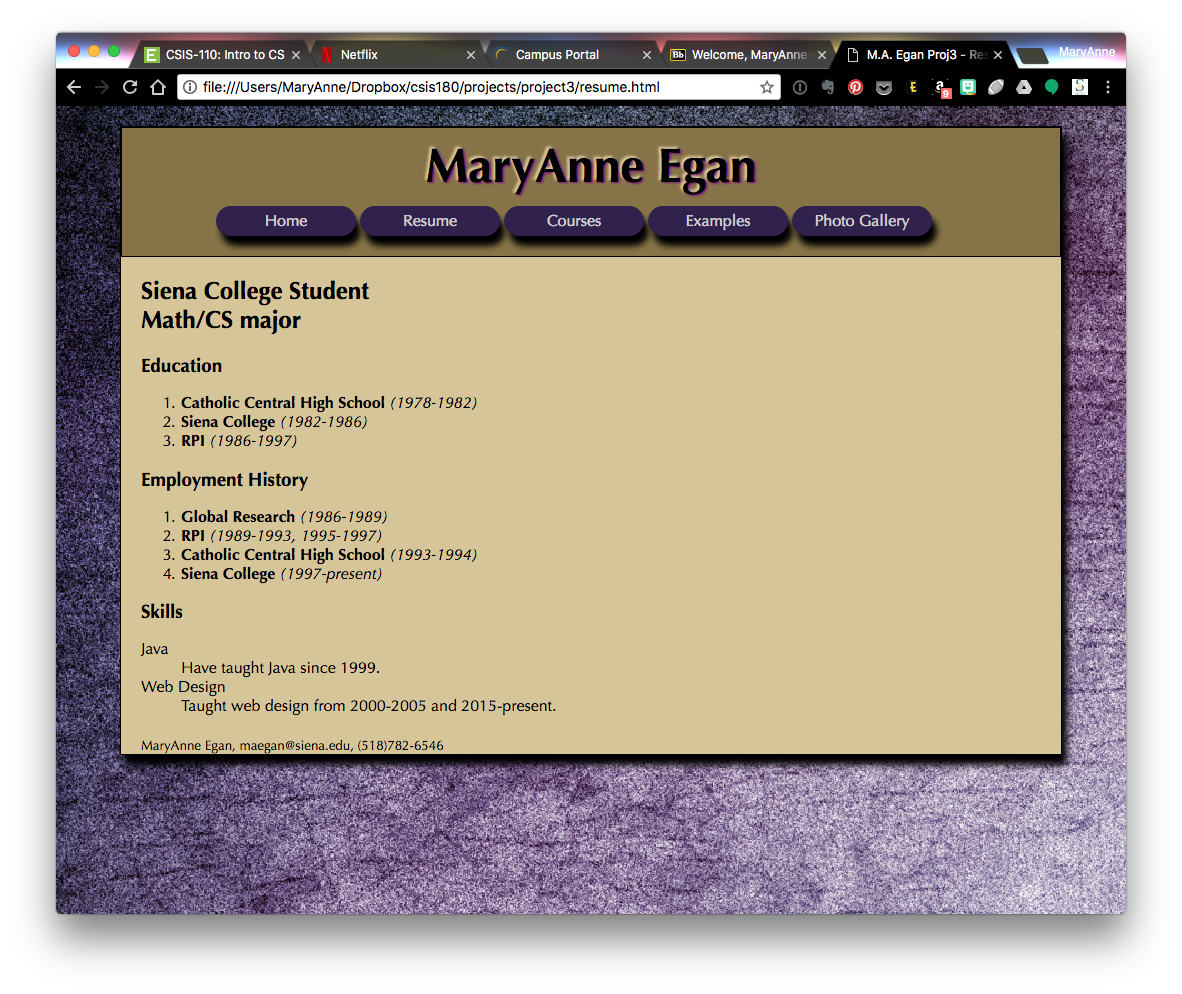 CSIS-110: Intro to CS
Netflix
Campus Portal
Bb Welcome, MaryAnne
M.A. Egan Proj3 - Res
MaryAnne
file:///Users/MaryAnne/Dropbox/csis180/projects/project3/resume.html
9
MaryAnne Egan
Home Resume Courses Examples Photo Gallery
Siena College Student
Math/CS major
Education
1. Catholic Central High School (1978-1982)
2. Siena College (1982-1986)
3. RPI (1986-1997)
Employment History
1. Global Research (1986-1989)
2. RPI (1989-1993, 1995-1997)
3. Catholic Central High School (1993-1994)
4. Siena College (1997-present)
Skills
Java
Have taught Java since 1999.
Web Design
Taught web design from 2000-2005 and 2015-present.
MaryAnne Egan, maegan@siena.edu, (518)782-6546